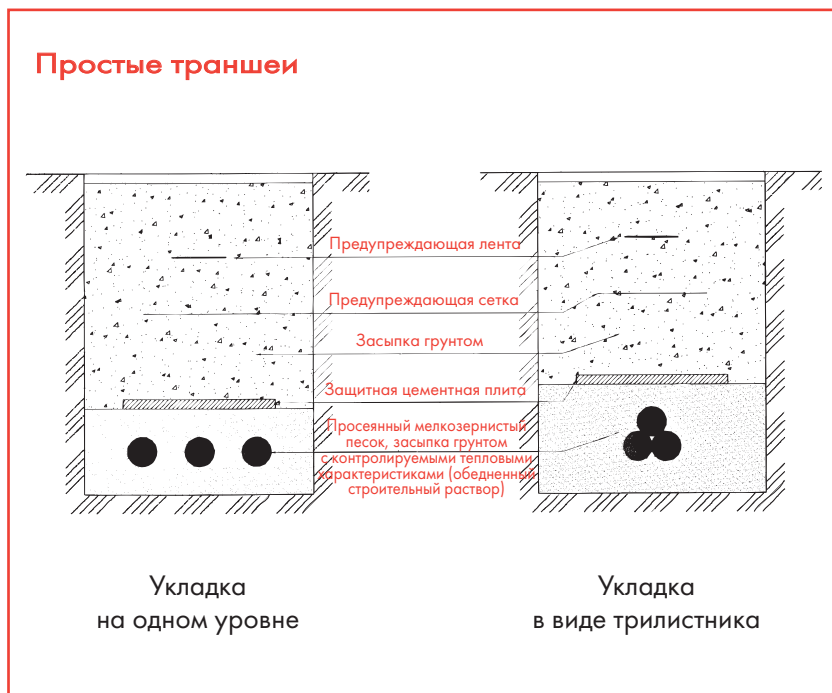 Простые траншеи
Предупреждающая лента
Предупреждающая сетка
Засыпка грунтом
Защитная цементная плита
Просеянный мелкозернистый
песок, засыпка грунтом
с контролируемыми тепловыми
характеристиками (обедненный
строительный раствор)
Укладка
на одном уровне
Укладка
в виде трилистника